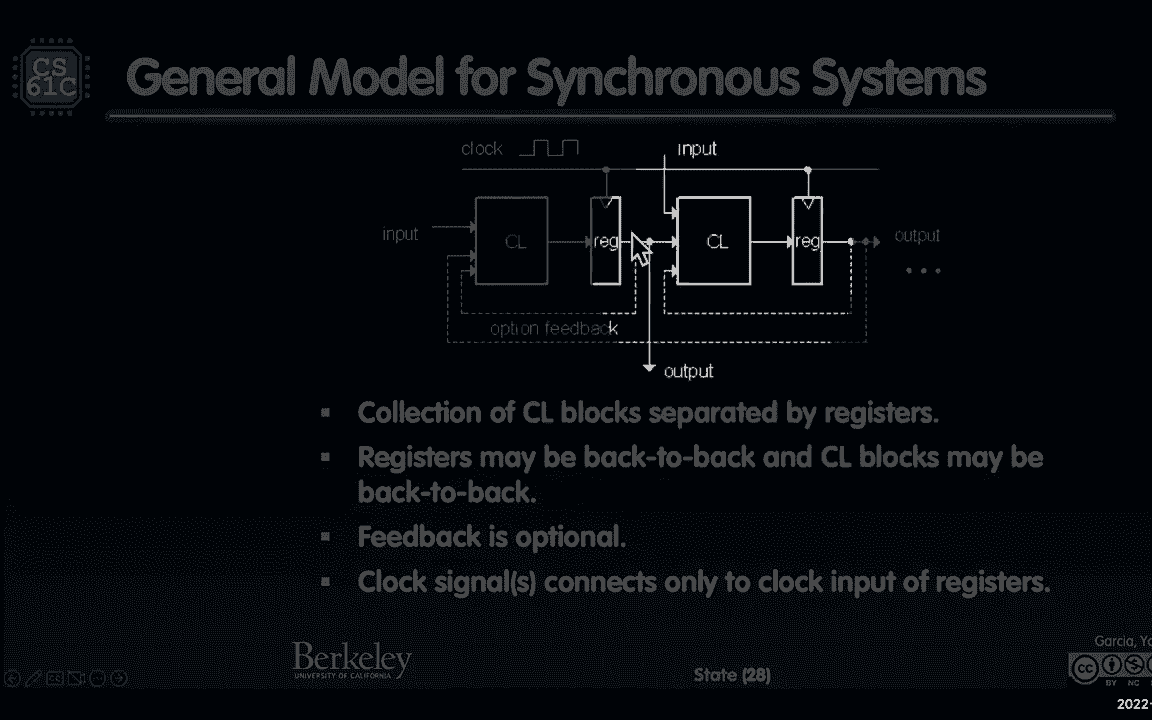 CS
61C
General Model for Synchronous Systems
clock
input
input
CL
reg
CL
reg
output
option feedback
output
▪ Collection of CL blocks separated by registers.
▪ Registers may be back-to-back and CL blocks may be
back-to-back.
▪ Feedback is optional.
▪ Clock signal(s) connects only to clock input of registers.
Berkeley
UNIVERSITY OF CALIFORNIA
State (28)
Garcia,
CC
BY NC
2022-